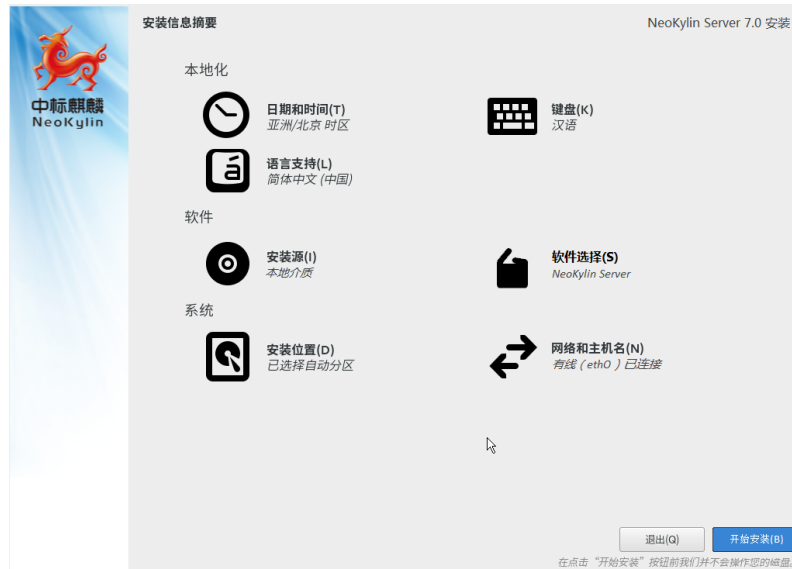 安装信息摘要
NeoKylin Server 7.0 安装
中标麒麟
NeoKylin
本地化
日期和时间(T)
亚洲/北京 时区
键盘(K)
汉语
á
语言支持(L)
简体中文 (中国)
软件
安装源(I)
本地介质
软件选择(S)
NeoKylin Server
系统
安装位置(D)
已选择自动分区
网络和主机名(N)
有线（eth0）已连接
退出(Q)
开始安装(B)
在点击“开始安装”按钮前我们并不会操作您的磁盘。